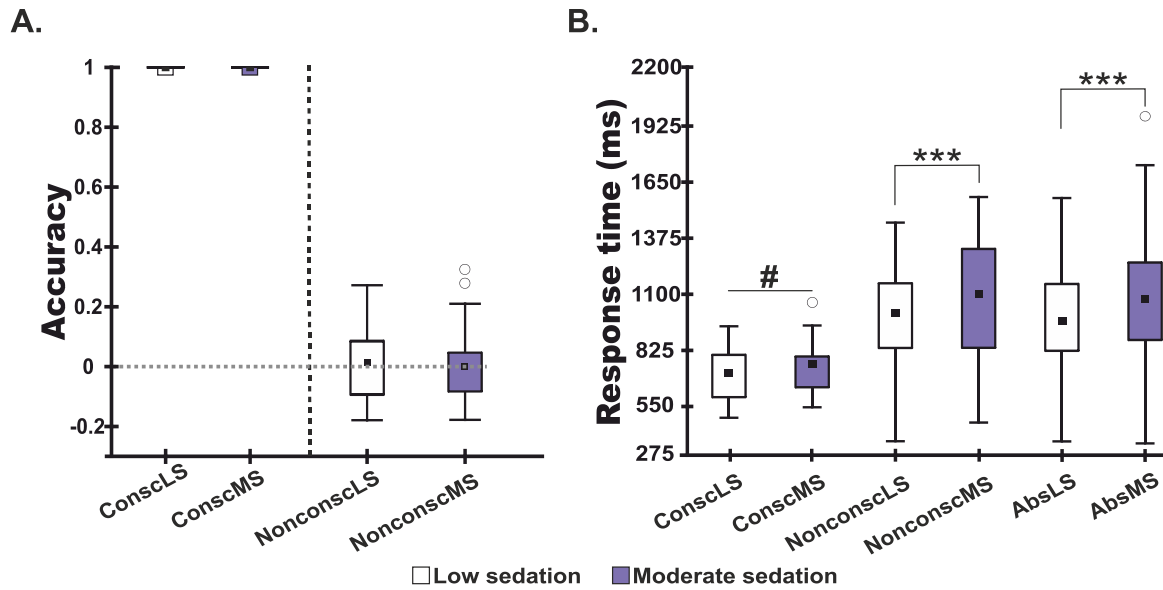 A.
B.
Accuracy
1
0.8
0.6
0.4
0.2
0
-0.2
ConscLS
ConscMS
NonconscLS
NonconscMS
Response time (ms)
2200
1925
1650
1375
1100
825
550
275
#
***
***
ConscLS
ConscMS
NonconscLS
NonconscMS
AbsLS
AbsMS
Low sedation
Moderate sedation